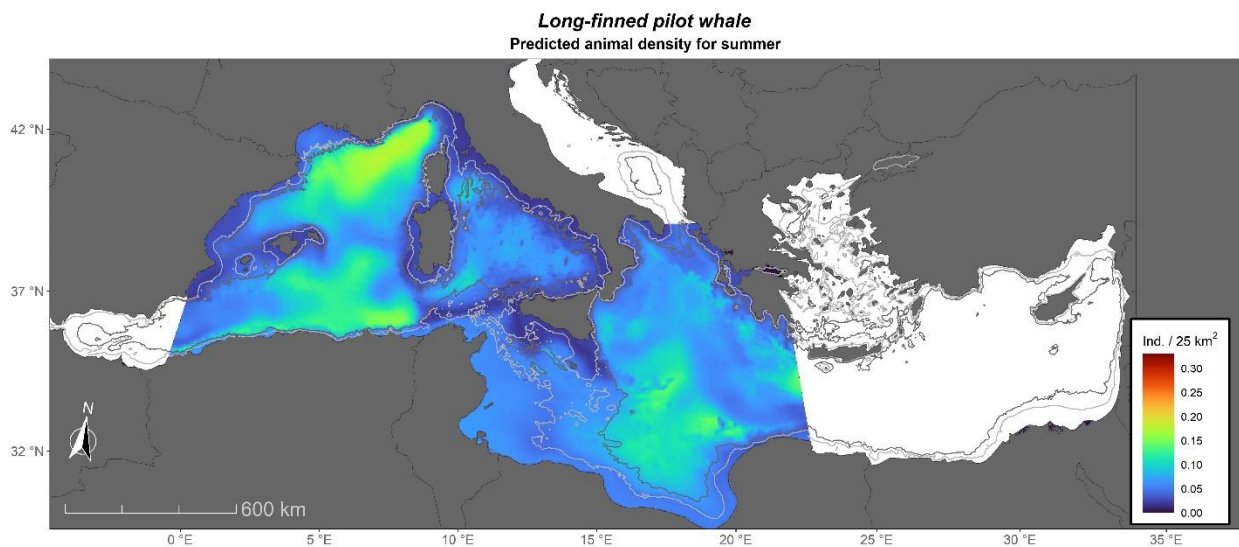 Long-finned pilot whale
Predicted animal density for summer
42 °N
37 °N
32 °N
N
600 km
Ind. / 25 km²
0.30
0.25
0.20
0.15
0.10
0.05
0.00
0 °E
5 °E
10 °E
15 °E
20 °E
25 °E
30 °E
35 °E